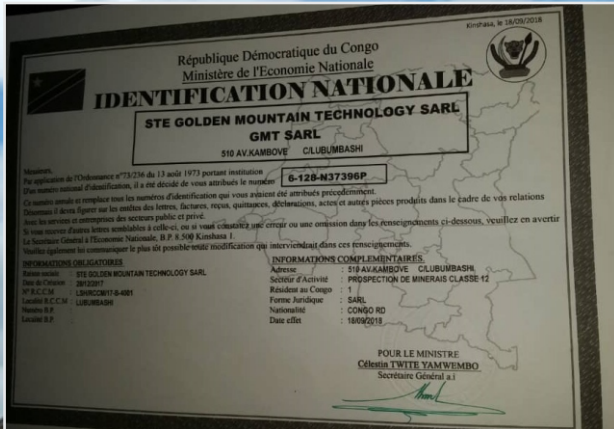 Kinshasa, le 18/09/2018
République Démocratique du Congo
Ministère de l'Economie Nationale
IDENTIFICATION NATIONALE
STE GOLDEN MOUNTAIN TECHNOLOGY SARL
GMT SARL
510 AV.KAMBOVE C/LUBUMBASHI
Messieurs,
Par application de l'Ordonnance n°73/236 du 13 août 1973 portant institution
D'un numéro national d'identification, il a été décidé de vous attribués le numéro 6-128-N37396P
Ce numéro annule et remplace tous les numéros d'identification qui vous avaient été attribués précédemment.
Désormais il devra figurer sur les entêtes des lettres, factures, reçus, quittances, déclarations, actes et autres pièces produits dans le cadre de vos relations
Avec les services et entreprises des secteurs public et privé.
Si vous recevez d'autres lettres semblables à celle-ci, ou si vous constatez une erreur ou une omission dans les renseignements ci-dessous, veuillez en avertir
Le Secrétaire Général à l'Economie Nationale, B.P. 8.500 Kinshasa 1.
Veuillez également lui communiquer le plus tôt possible toute modification qui interviendrait dans ces renseignements.
INFORMATIONS OBLIGATOIRES
Raison sociale : STE GOLDEN MOUNTAIN TECHNOLOGY SARL
Date de Création : 26/12/2017
N° R.C.C.M : LSH/RCCM/17-B-4001
Localité R.C.C.M : LUBUMBASHI
Numéro B.P. :
Localité B.P. :
INFORMATIONS COMPLEMENTAIRES
Adresse : 510 AV.KAMBOVE C/LUBUMBASHI
Secteur d'Activité : PROSPECTION DE MINERAIS CLASSE 12
Résident au Congo : 1
Forme Juridique : SARL
Nationalité : CONGO RD
Date effet : 18/09/2018
POUR LE MINISTRE
Célestin TWITE YAMWEMBO
Secrétaire Général a.i